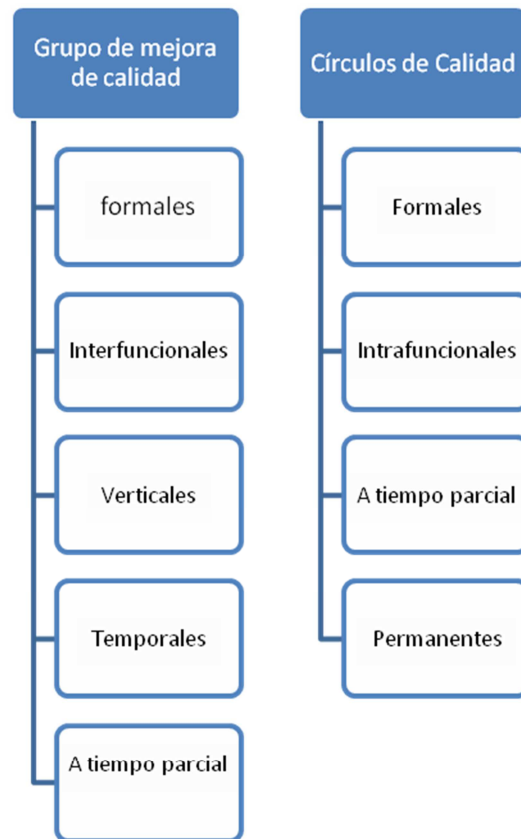 Grupo de mejora
de calidad
formales
Interfuncionales
Verticales
Temporales
A tiempo parcial
Círculos de Calidad
Formales
Intrafuncionales
A tiempo parcial
Permanentes